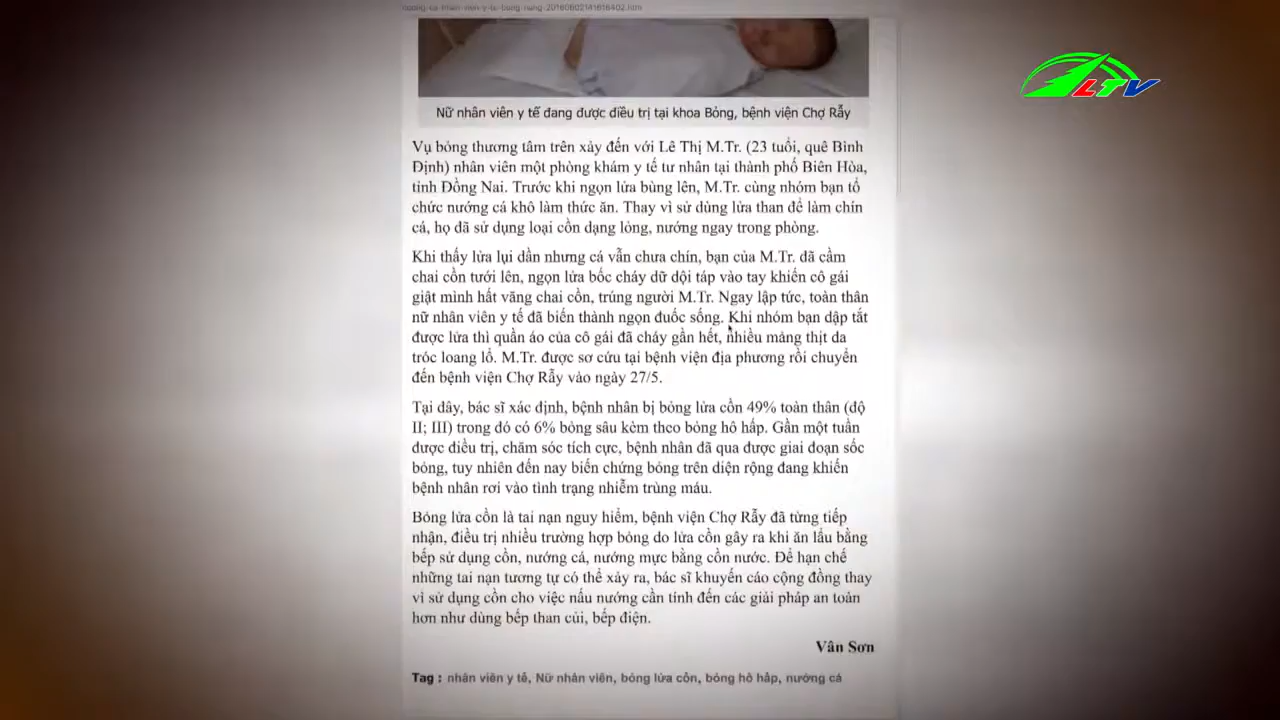 LTV
Nữ nhân viên y tế đang được điều trị tại khoa Bỏng, bệnh viện Chợ Rẫy
Vụ bỏng thương tâm trên xảy đến với Lê Thị M.Tr. (23 tuổi, quê Bình
Định) nhân viên một phòng khám y tế tư nhân tại thành phố Biên Hòa,
tỉnh Đồng Nai. Trước khi ngọn lửa bùng lên, M.Tr. cùng nhóm bạn tổ
chức nướng cá khô làm thức ăn. Thay vì sử dùng lửa than để làm chín
cá, họ đã sử dụng loại cồn dạng lỏng, nướng ngay trong phòng.
Khi thấy lửa lụi dần nhưng cá vẫn chưa chín, bạn của M.Tr. đã cầm
chai cồn tưới lên, ngọn lửa bốc cháy dữ dội táp vào tay khiến cô gái
giật mình hất văng chai cồn, trúng người M.Tr. Ngay lập tức, toàn thân
nữ nhân viên y tế đã biến thành ngọn đuốc sống. Khi nhóm bạn dập tắt
được lửa thì quần áo của cô gái đã cháy gần hết, nhiều mảng thịt da
tróc loang lổ. M.Tr. được sơ cứu tại bệnh viện địa phương rồi chuyển
đến bệnh viện Chợ Rẫy vào ngày 27/5.
Tại đây, bác sĩ xác định, bệnh nhân bị bỏng lửa cồn 49% toàn thân (độ
II; III) trong đó có 6% bỏng sâu kèm theo bỏng hô hấp. Gần một tuần
được điều trị, chăm sóc tích cực, bệnh nhân đã qua được giai đoạn sốc
bỏng, tuy nhiên đến nay biến chứng bỏng trên diện rộng đang khiến
bệnh nhân rơi vào tình trạng nhiễm trùng máu.
Bỏng lửa cồn là tai nạn nguy hiểm, bệnh viện Chợ Rẫy đã từng tiếp
nhận, điều trị nhiều trường hợp bỏng do lửa cồn gây ra khi ăn lẩu bằng
bếp sử dụng cồn, nướng cá, nướng mực bằng cồn nước. Để hạn chế
những tai nạn tương tự có thể xảy ra, bác sĩ khuyến cáo cộng đồng thay
vì sử dụng cồn cho việc nấu nướng cần tính đến các giải pháp an toàn
hơn như dùng bếp than củi, bếp điện.
Vân Sơn
Tag : nhân viên y tế, Nữ nhân viên, bỏng lửa cồn, bỏng hô hấp, nướng cá